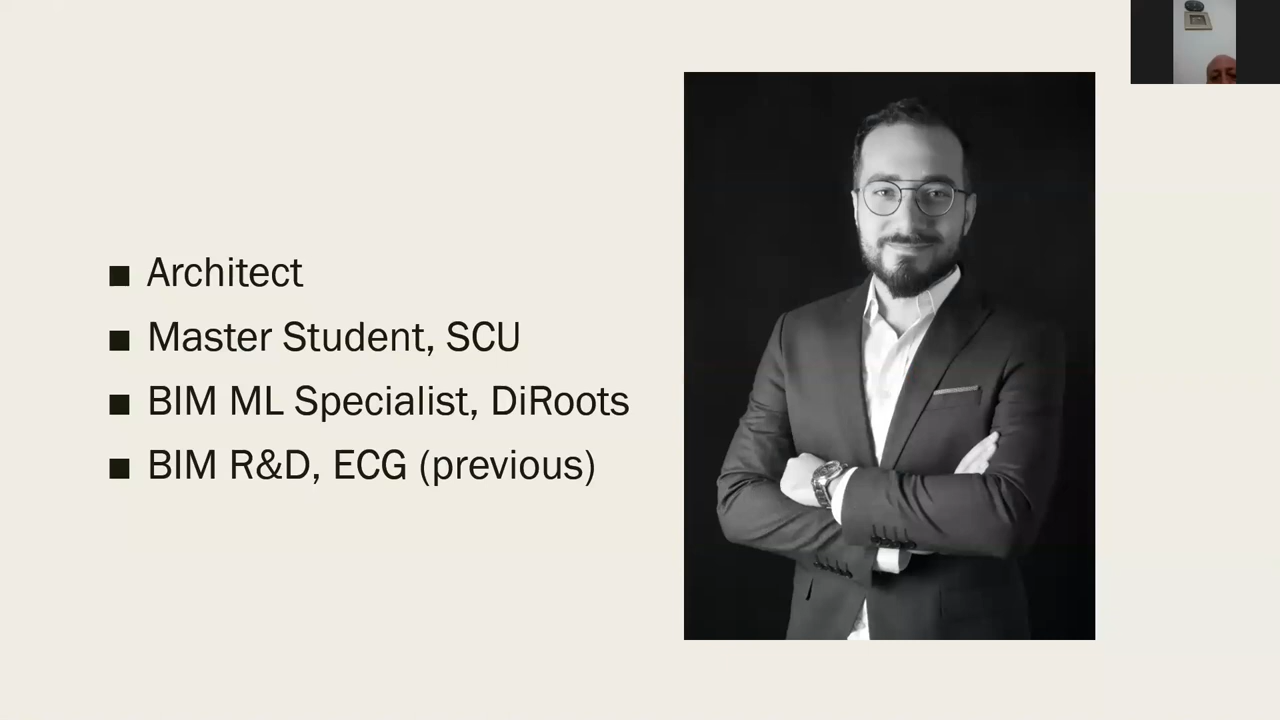 Architect
Master Student, SCU
BIM ML Specialist, DiRoots
BIM R&D, ECG (previous)